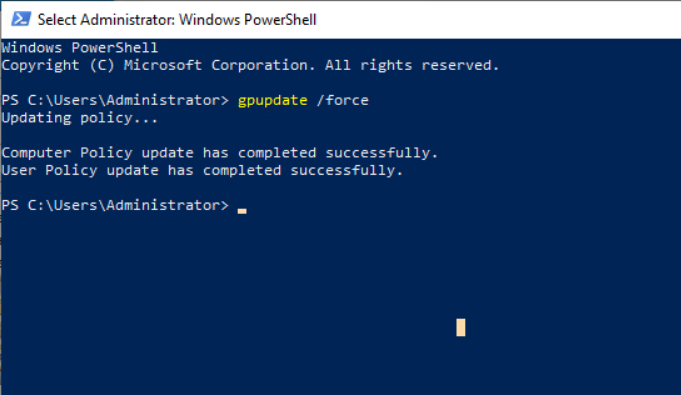 Select Administrator: Windows PowerShell
Windows PowerShell
Copyright (C) Microsoft Corporation. All rights reserved.
PS C:\Users\Administrator> gpupdate /force
Updating policy...
Computer Policy update has completed successfully.
User Policy update has completed successfully.
PS C:\Users\Administrator>